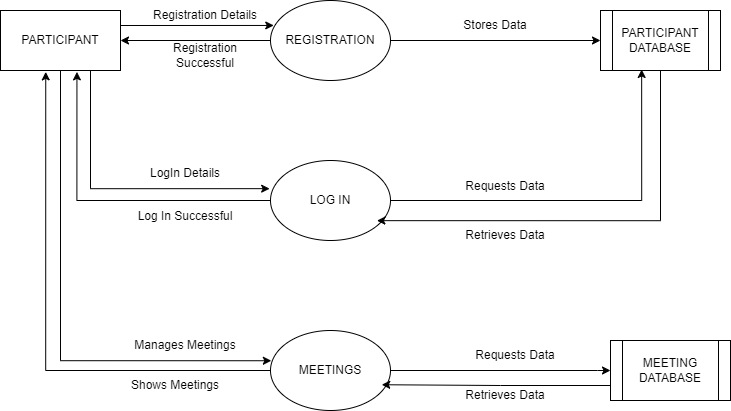 PARTICIPANT
Registration Details
Registration
Successful
REGISTRATION
Stores Data
PARTICIPANT
DATABASE
LogIn Details
Log In Successful
LOG IN
Requests Data
Retrieves Data
Manages Meetings
Shows Meetings
MEETINGS
Requests Data
Retrieves Data
MEETING
DATABASE